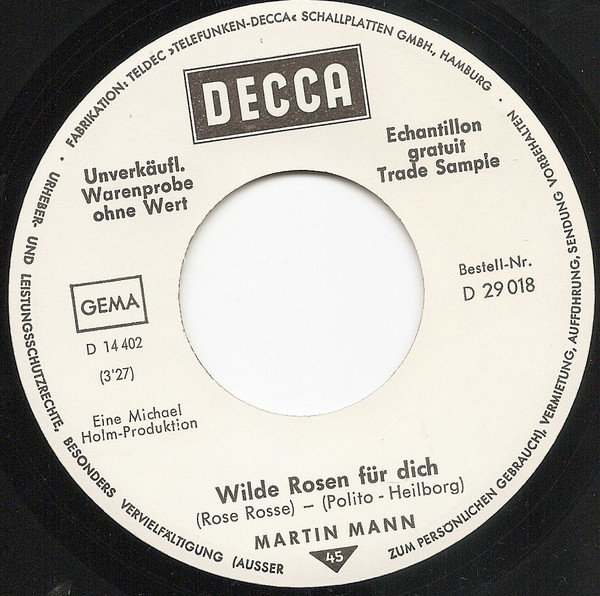 · FABRIKATION: TELDEC »TELEFUNKEN-DECCA« SCHALLPLATTEN GMBH., HAMBURG ·
URHEBER- UND LEISTUNGSSCHUTZRECHTE, BESONDERS VERVIELFÄLTIGUNG (AUSSER ZUM PERSÖNLICHEN GEBRAUCH), VERMIETUNG, AUFFÜHRUNG, SENDUNG VORBEHALTEN ·
DECCA
Unverkäufl.
Warenprobe
ohne Wert
Echantillon
gratuit
Trade Sample
GEMA
D 14 402
(3'27)
Bestell-Nr.
D 29 018
Eine Michael
Holm-Produktion
Wilde Rosen für dich
(Rose Rosse) – (Polito - Heilborg)
MARTIN MANN
45